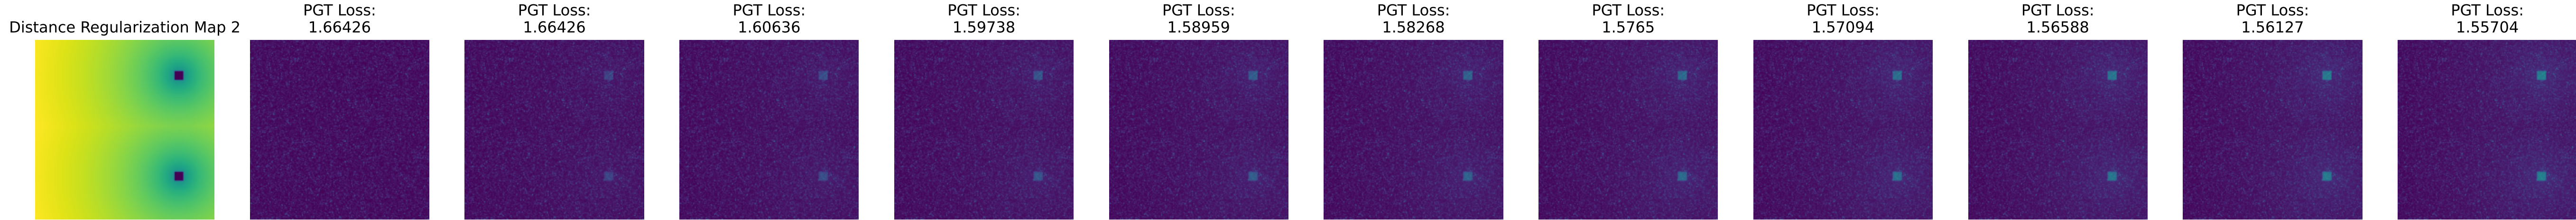 Distance Regularization Map 2
PGT Loss:
1.66426
PGT Loss:
1.66426
PGT Loss:
1.60636
PGT Loss:
1.59738
PGT Loss:
1.58959
PGT Loss:
1.58268
PGT Loss:
1.5765
PGT Loss:
1.57094
PGT Loss:
1.56588
PGT Loss:
1.56127
PGT Loss:
1.55704